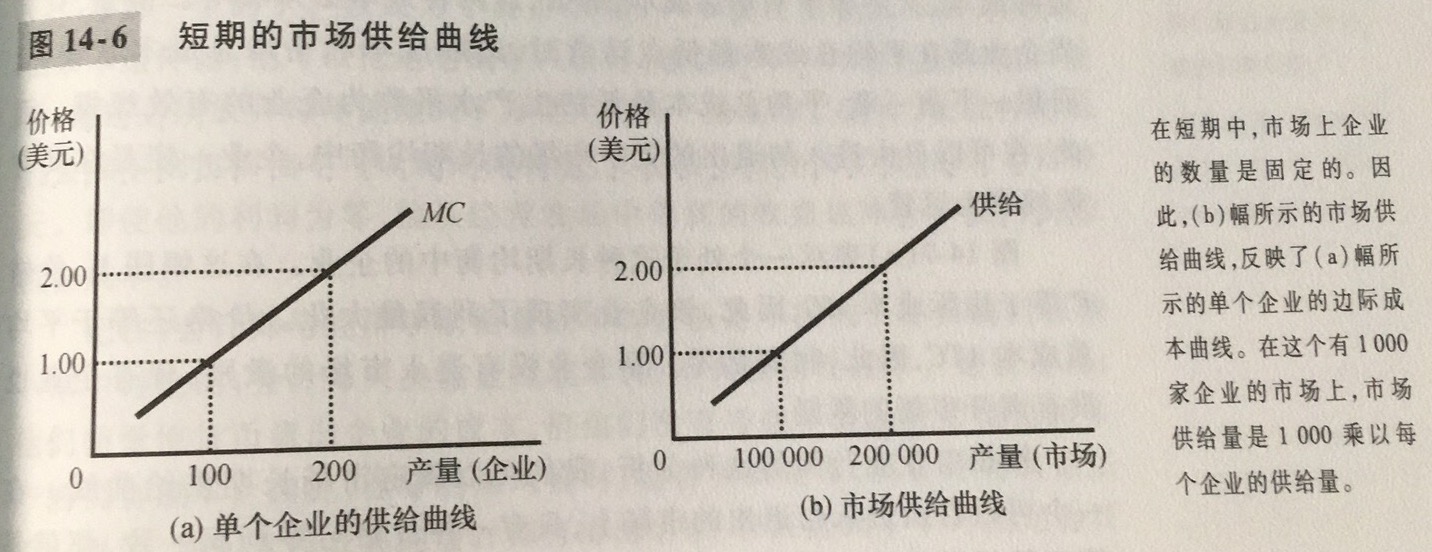 图 14-6 短期的市场供给曲线
价格
(美元)
MC
2.00
1.00
0
100
200
产量 (企业)
(a) 单个企业的供给曲线
价格
(美元)
供给
2.00
1.00
0
100 000
200 000
产量 (市场)
(b) 市场供给曲线
在短期中,市场上企业
的数量是固定的。因
此,(b)幅所示的市场供
给曲线,反映了(a)幅所
示的单个企业的边际成
本曲线。在这个有 1 000
家企业的市场上,市场
供给量是 1 000 乘以每
个企业的供给量。